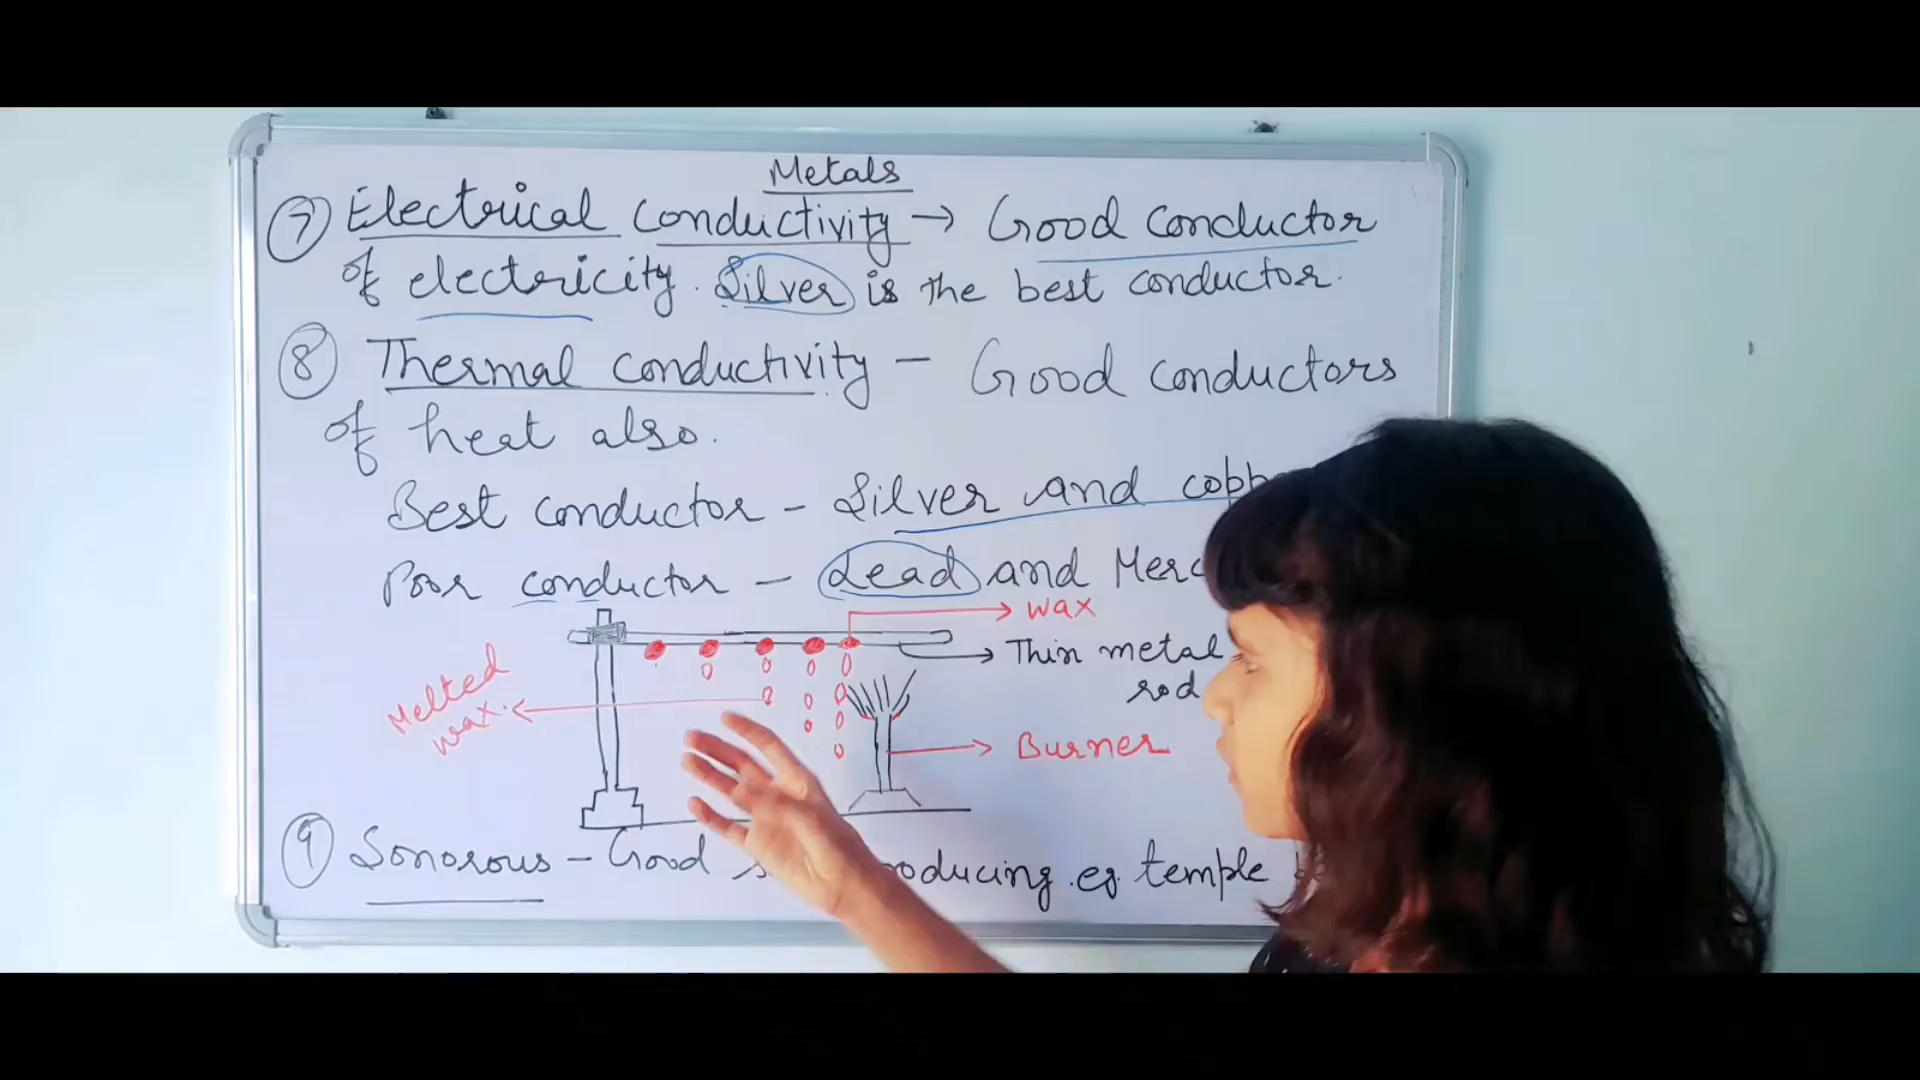 Metals
⑦ Electrical conductivity → Good conductor
of electricity. Silver is the best conductor.
⑧ Thermal conductivity - Good conductors
of heat also.
Best conductor - Silver and
Poor conductor - Lead and
wax
Thin metal
rod
Melted
wax.
Burner
⑨ Sonorous - Good eg. temple